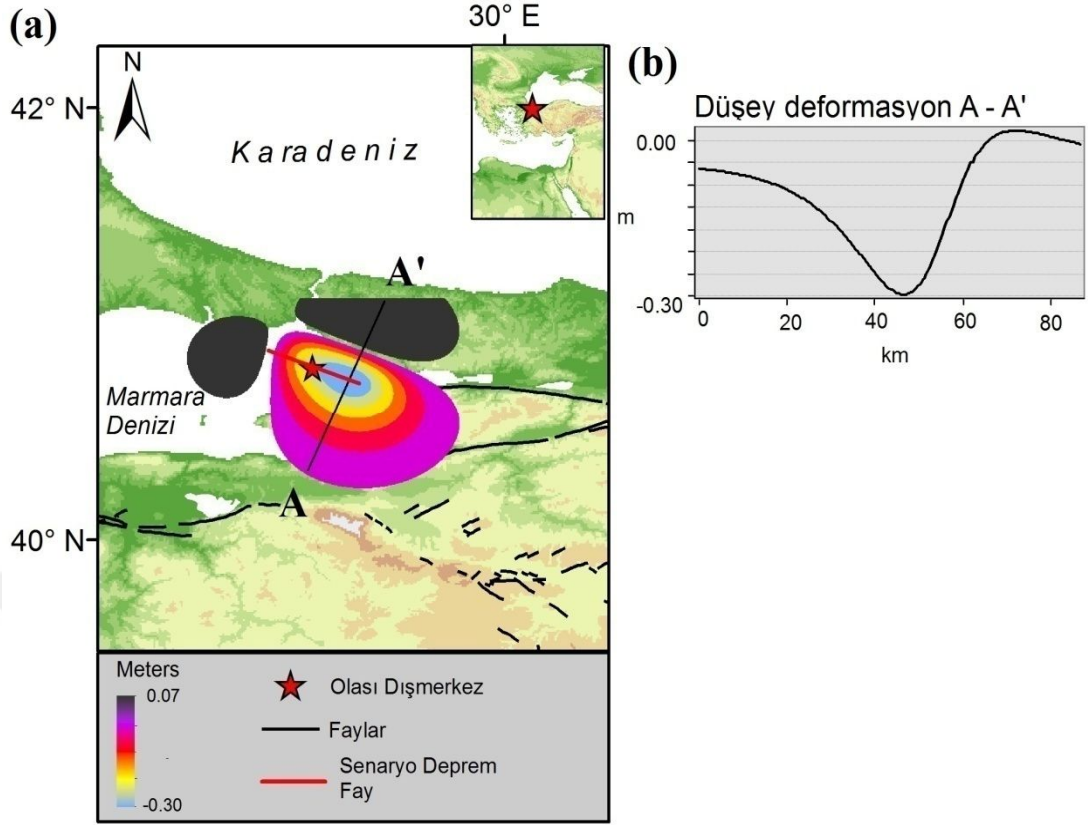 (a)
30° E
N
42° N
Karadeniz
A'
Marmara
Denizi
A
40° N
Meters
0.07
-
-0.30
Olası Dışmerkez
Faylar
Senaryo Deprem
Fay
(b)
Düşey deformasyon A - A'
0.00
m
-0.30
0 20 40 60 80
km